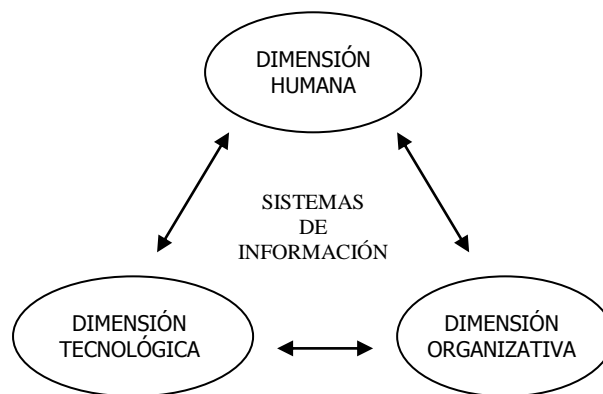 DIMENSIÓN
HUMANA
SISTEMAS
DE
INFORMACIÓN
DIMENSIÓN
TECNOLÓGICA
DIMENSIÓN
ORGANIZATIVA